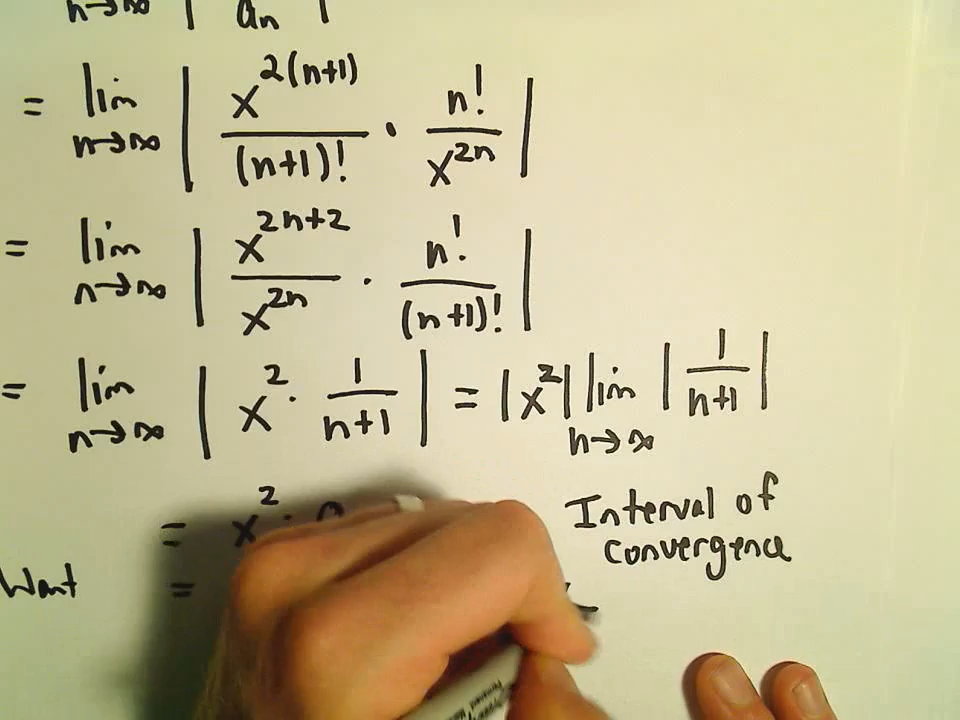 n→∞ | aₙ |
= lim n→∞ | x^2(n+1) / (n+1)! · n! / x^2n |
= lim n→∞ | x^2n+2 / x^2n · n! / (n+1)! |
= lim n→∞ | x² · 1 / n+1 | = |x²| lim n→∞ | 1 / n+1 |
= x² ·
Interval of
convergence
Want =